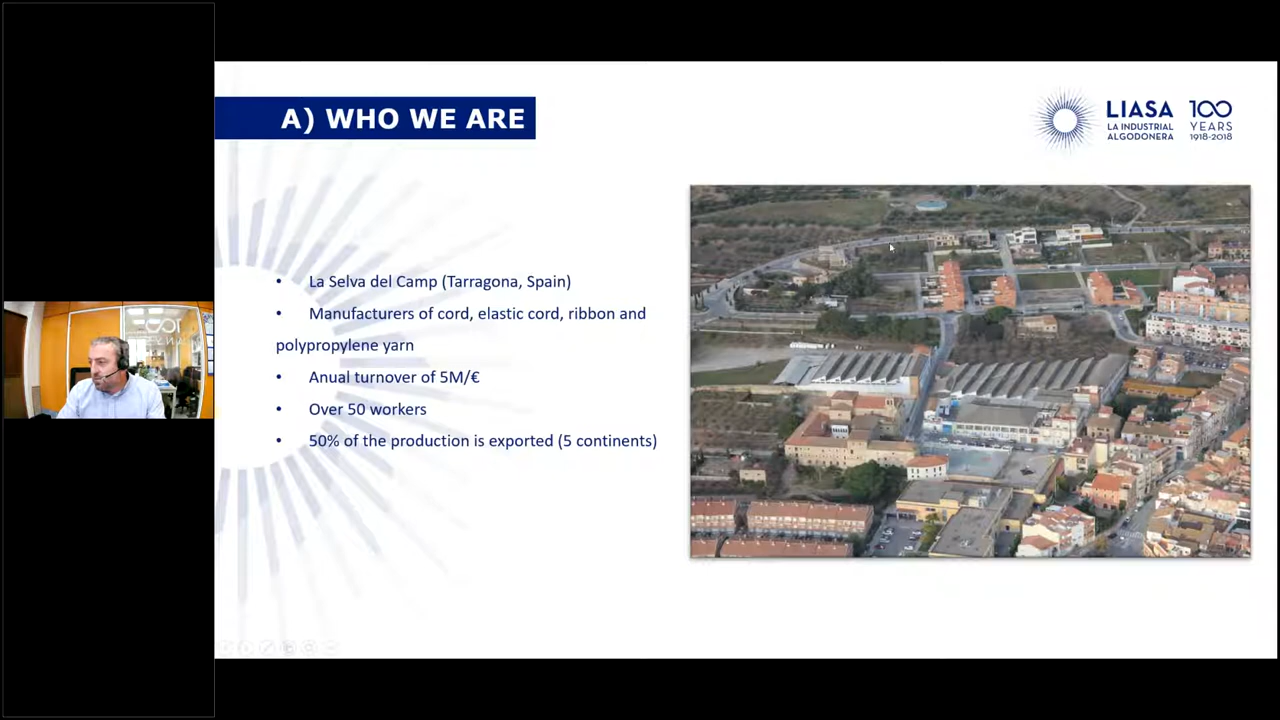 A) WHO WE ARE
LIASA
LA INDUSTRIAL
ALGODONERA
100
YEARS
1918-2018
• La Selva del Camp (Tarragona, Spain)
• Manufacturers of cord, elastic cord, ribbon and
polypropylene yarn
• Anual turnover of 5M/€
• Over 50 workers
• 50% of the production is exported (5 continents)